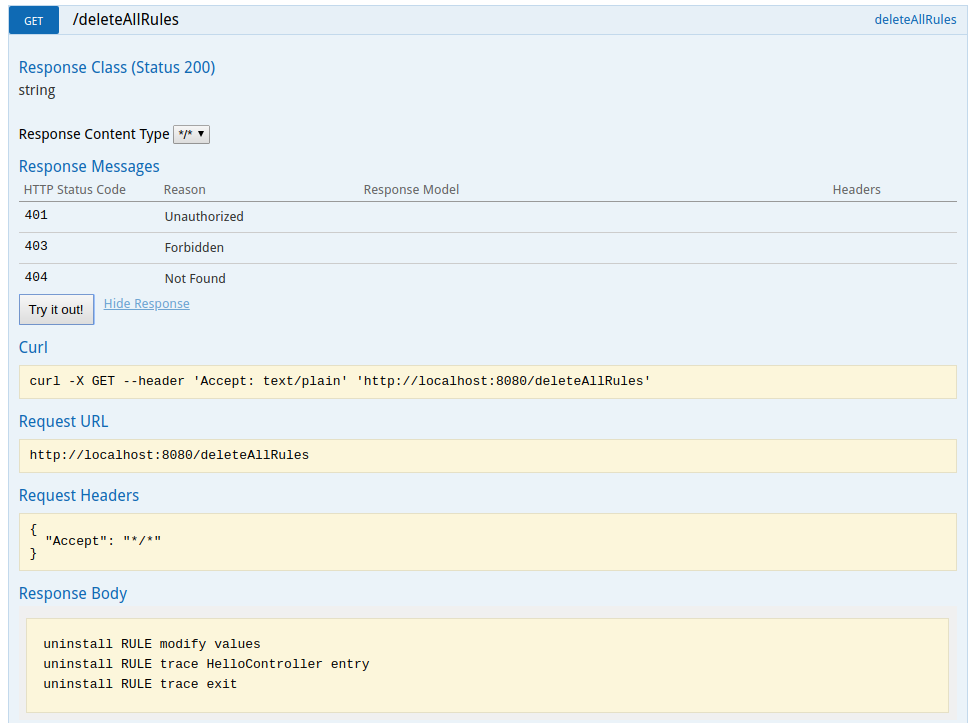 GET /deleteAllRules deleteAllRules
Response Class (Status 200)
string
Response Content Type */* ▼
Response Messages
HTTP Status Code Reason Response Model Headers
401 Unauthorized
403 Forbidden
404 Not Found
Try it out! Hide Response
Curl
curl -X GET --header 'Accept: text/plain' 'http://localhost:8080/deleteAllRules'
Request URL
http://localhost:8080/deleteAllRules
Request Headers
{
"Accept": "*/*"
}
Response Body
uninstall RULE modify values
uninstall RULE trace HelloController entry
uninstall RULE trace exit